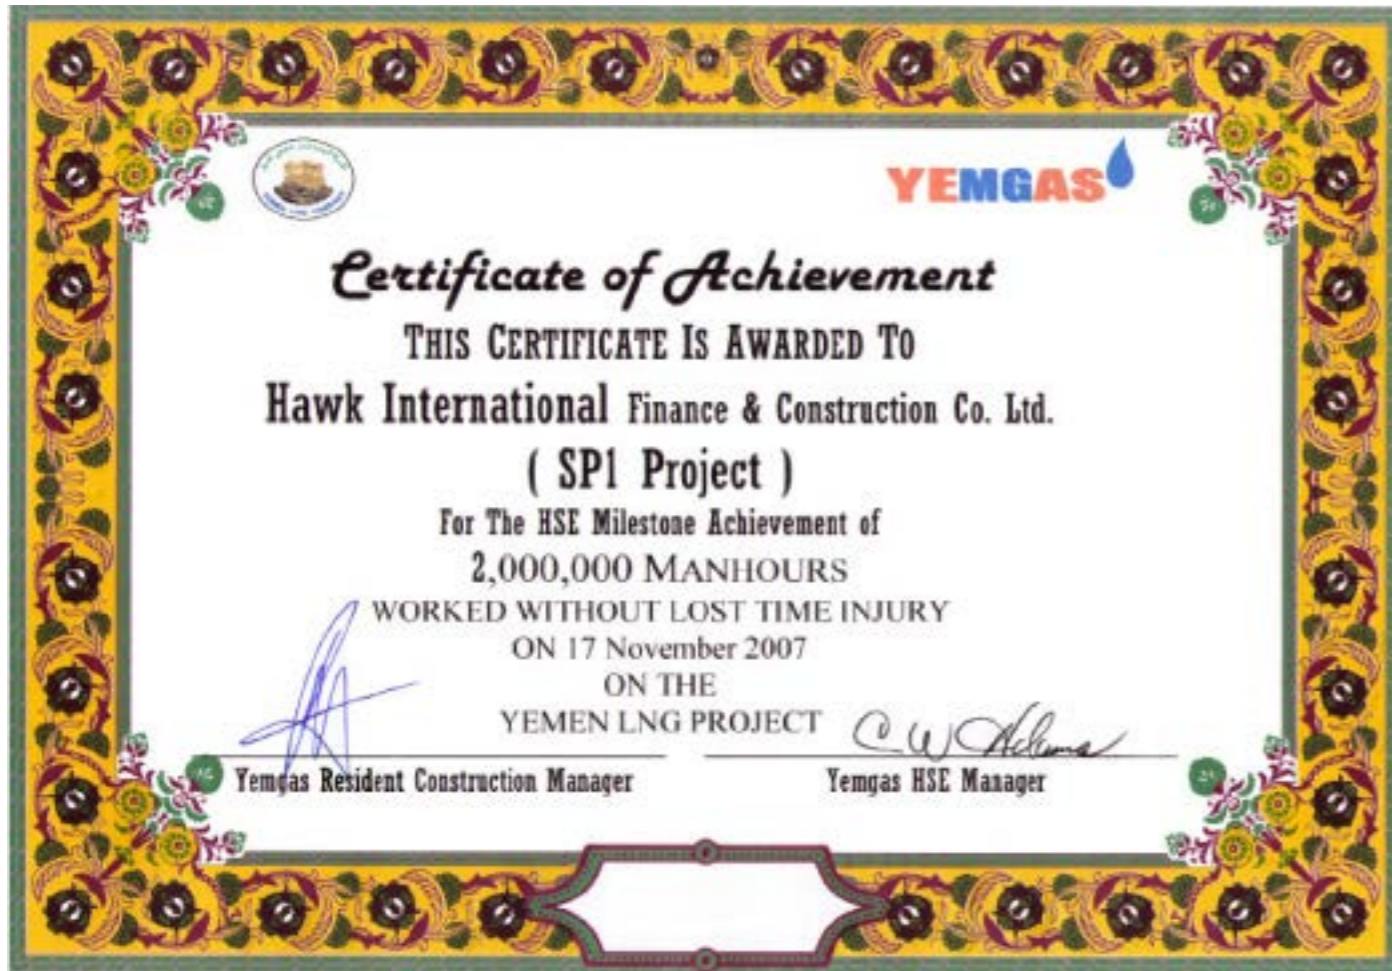 YEMGAS
Certificate of Achievement
THIS CERTIFICATE IS AWARDED TO
Hawk International Finance & Construction Co. Ltd.
( SP1 Project )
For The HSE Milestone Achievement of
2,000,000 MANHOURS
WORKED WITHOUT LOST TIME INJURY
ON 17 November 2007
ON THE
YEMEN LNG PROJECT
Yemgas Resident Construction Manager
Yemgas HSE Manager